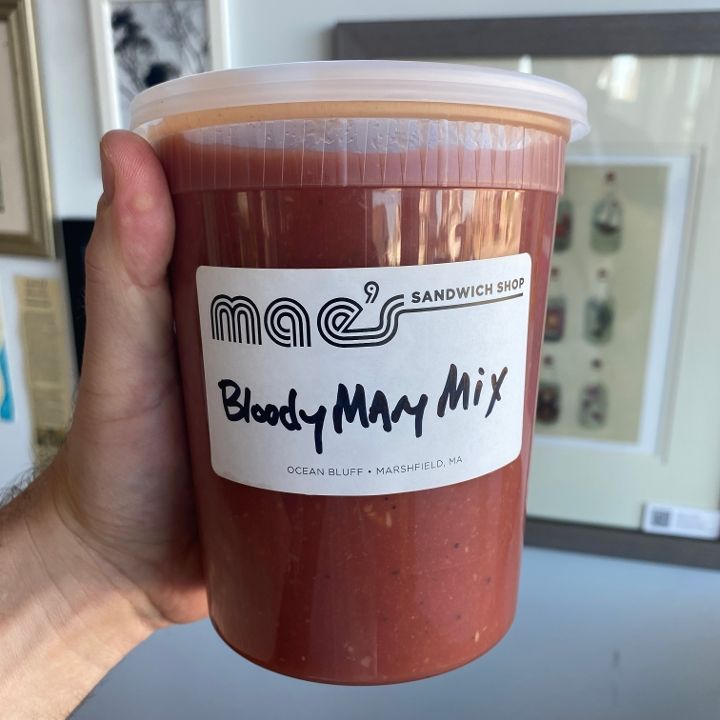 mae's SANDWICH SHOP
Bloody MAry Mix
OCEAN BLUFF • MARSHFIELD, MA